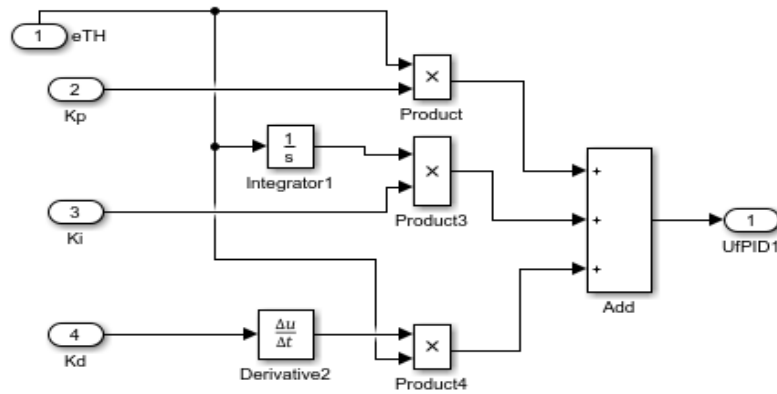 1
eTH
2
Kp
×
Product
1
s
Integrator1
×
Product3
3
Ki
+
+
+
Add
1
UfPID1
4
Kd
Δu
Δt
Derivative2
×
Product4